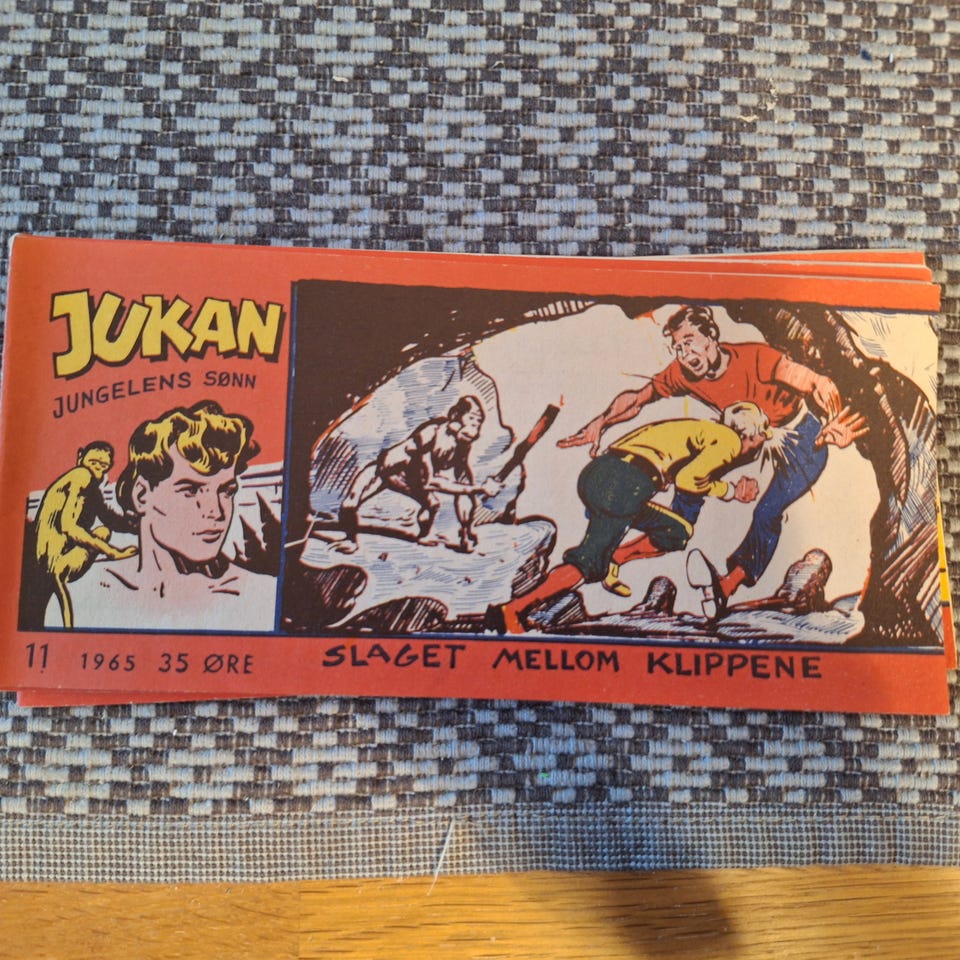 JUKAN
JUNGELENS SØNN
11 1965 35 ØRE
SLAGET MELLOM KLIPPENE